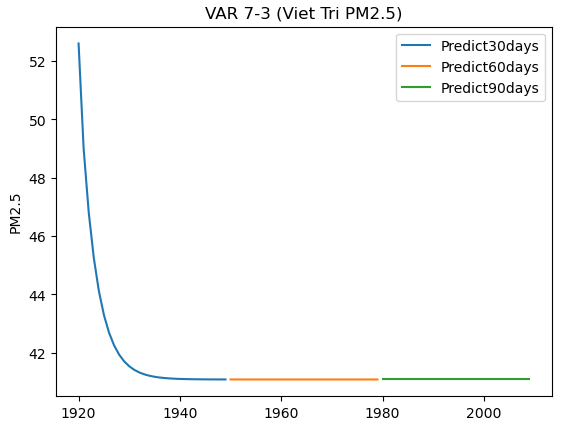 VAR 7-3 (Viet Tri PM2.5)
Predict30days
Predict60days
Predict90days
PM2.5
52
50
48
46
44
42
1920 1940 1960 1980 2000